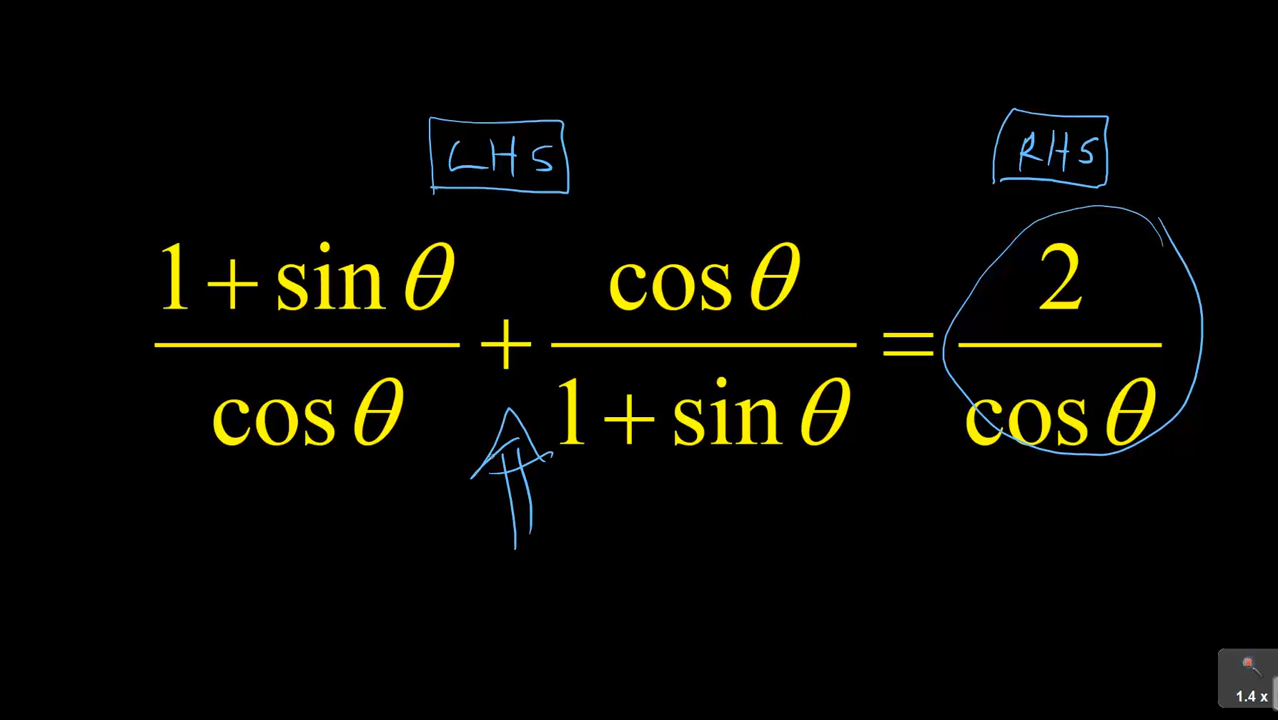 LHS RHS
1 + sin θ / cos θ + cos θ / 1 + sin θ = 2 / cos θ
1.4 x